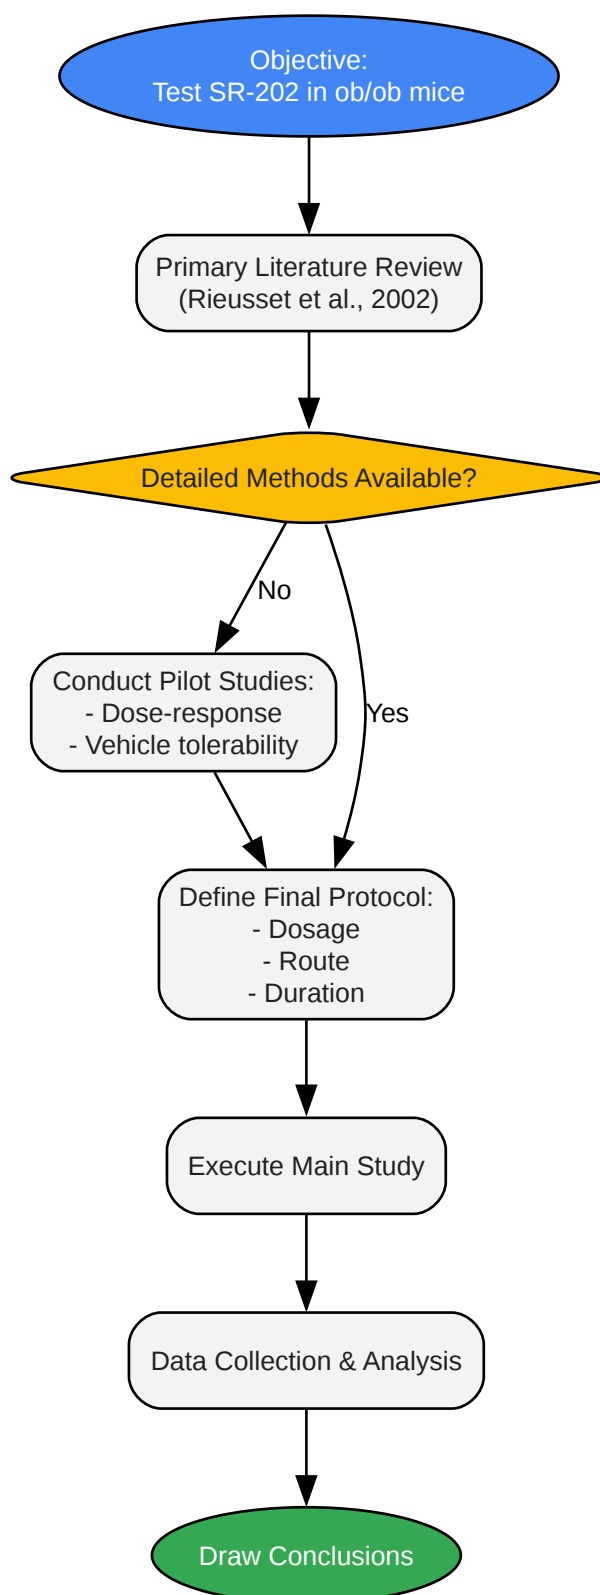 Objective:
Test SR-202 in ob/ob mice
Primary Literature Review
(Rieusset et al., 2002)
Detailed Methods Available?
No
Yes
Conduct Pilot Studies:
- Dose-response
- Vehicle tolerability
Define Final Protocol:
- Dosage
- Route
- Duration
Execute Main Study
Data Collection & Analysis
Draw Conclusions